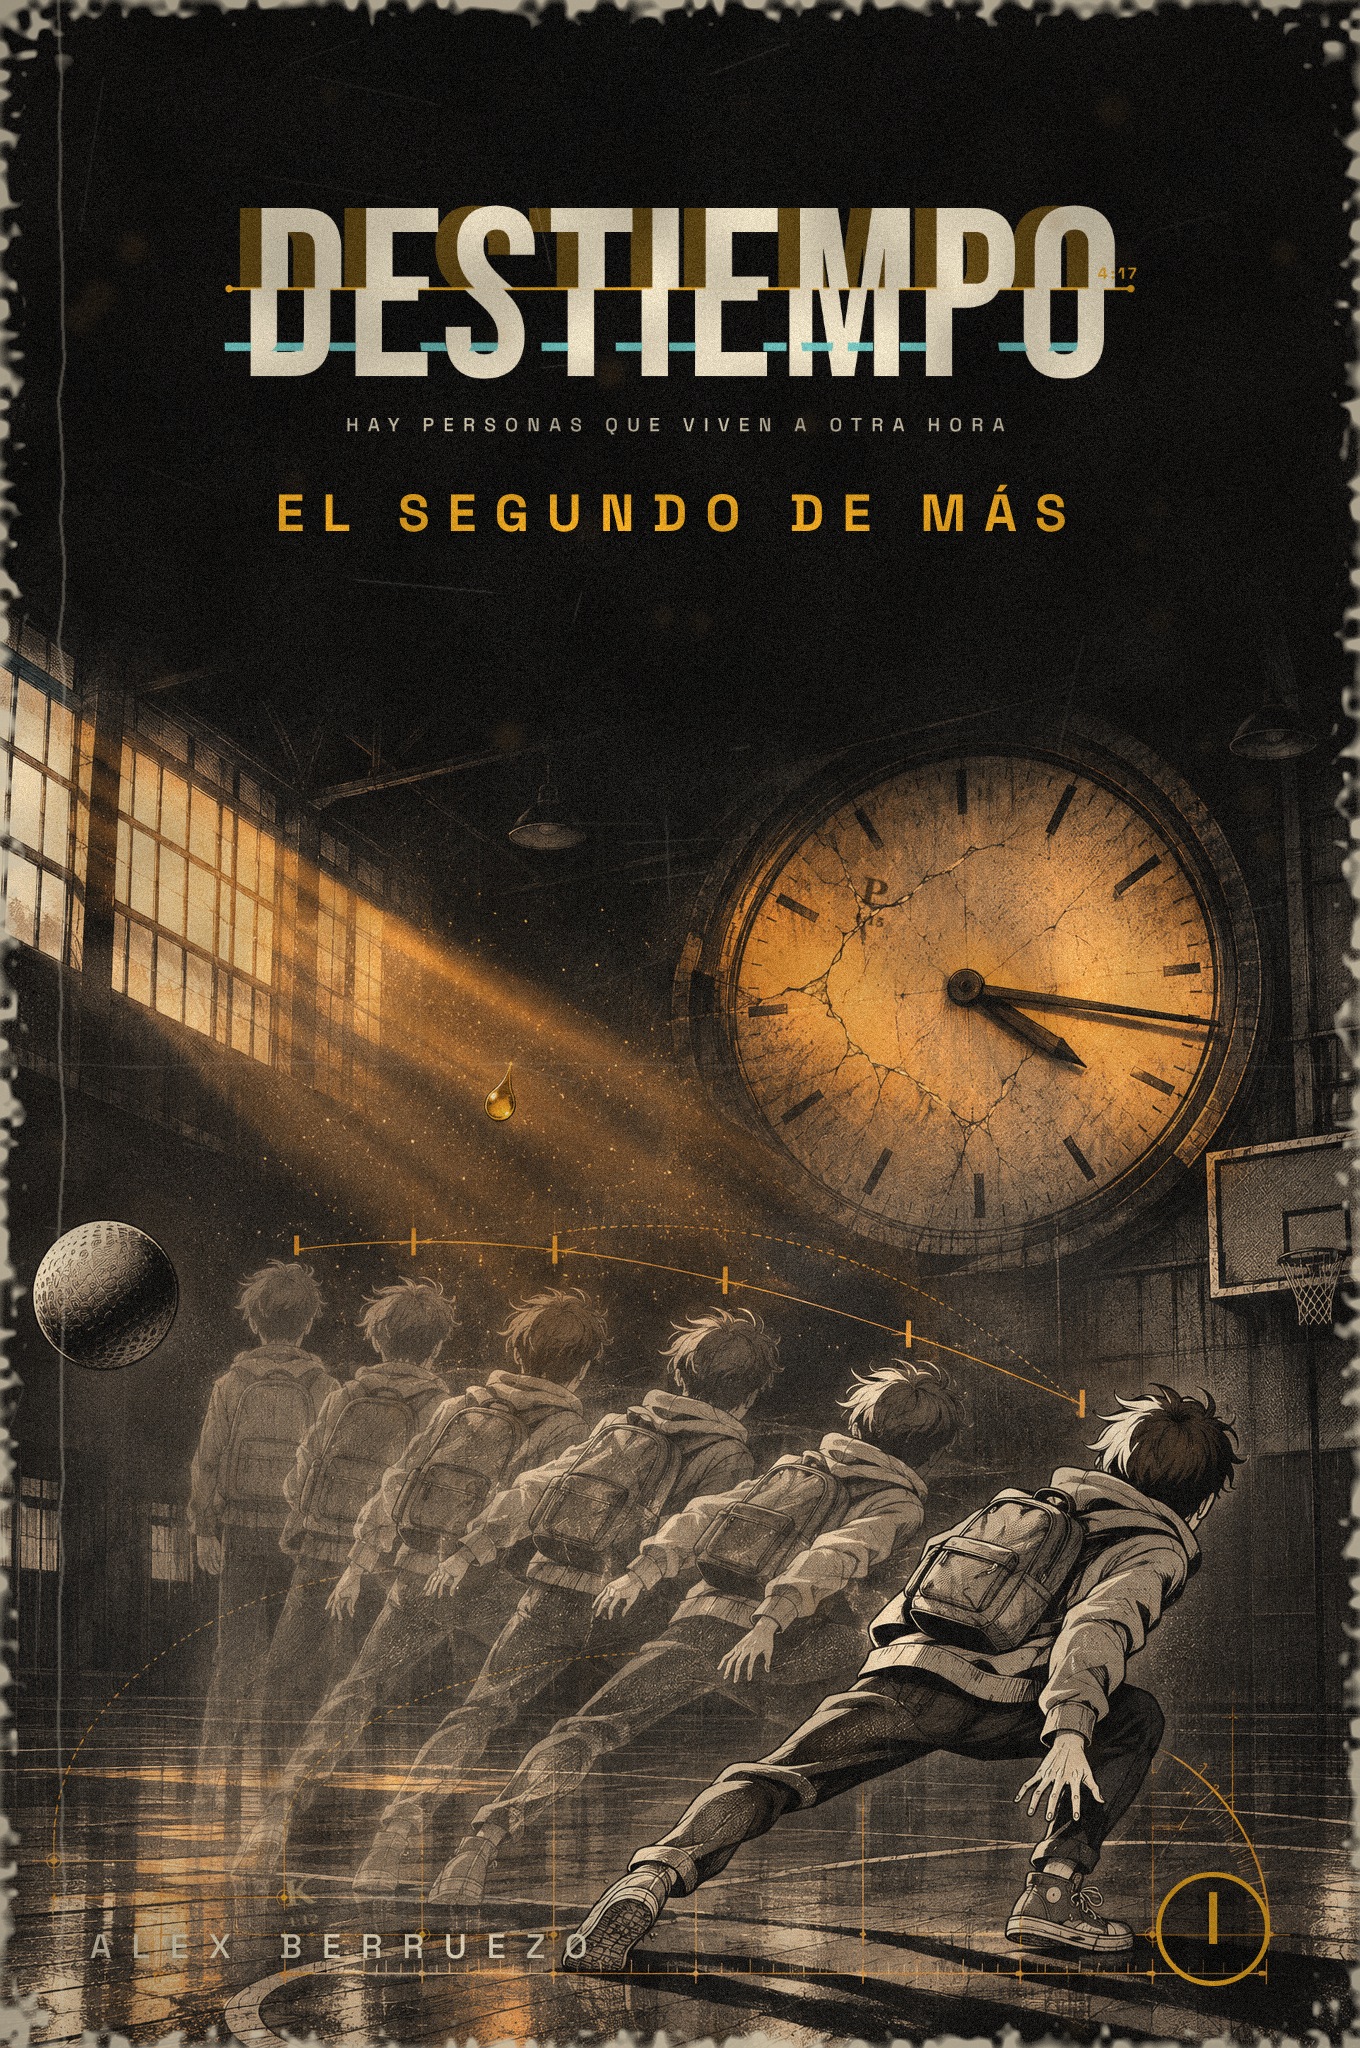 DESTIEMPO
4:17
HAY PERSONAS QUE VIVEN A OTRA HORA
EL SEGUNDO DE MÁS
P
K
ALEX BERRUEZO
I